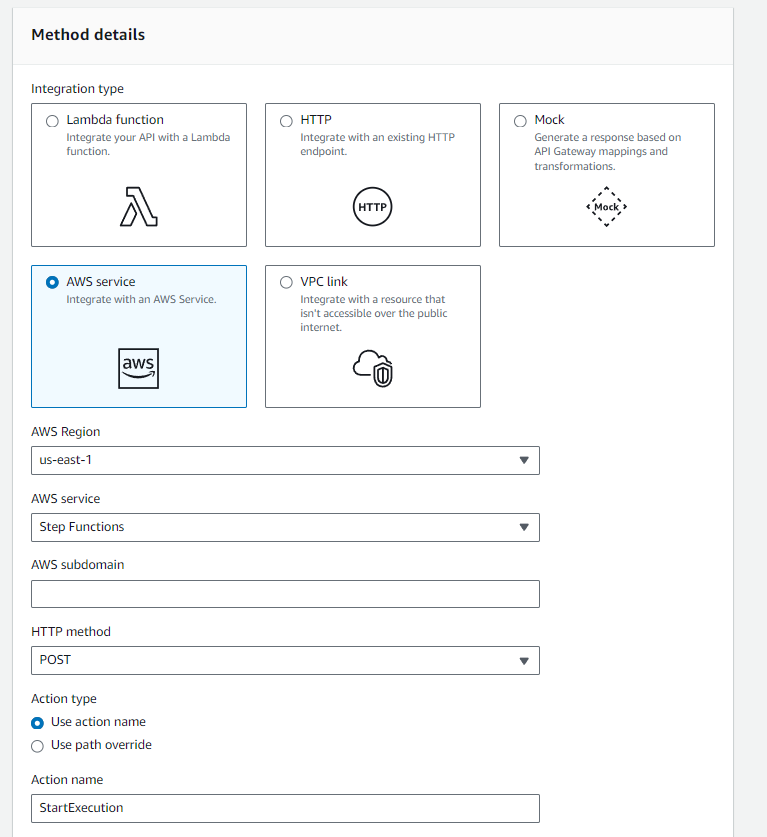 Method details
Integration type
Lambda function
Integrate your API with a Lambda
function.
HTTP
Integrate with an existing HTTP
endpoint.
HTTP
Mock
Generate a response based on
API Gateway mappings and
transformations.
Mock
AWS service
Integrate with an AWS Service.
aws
VPC link
Integrate with a resource that
isn't accessible over the public
internet.
AWS Region
us-east-1
AWS service
Step Functions
AWS subdomain
HTTP method
POST
Action type
Use action name
Use path override
Action name
StartExecution